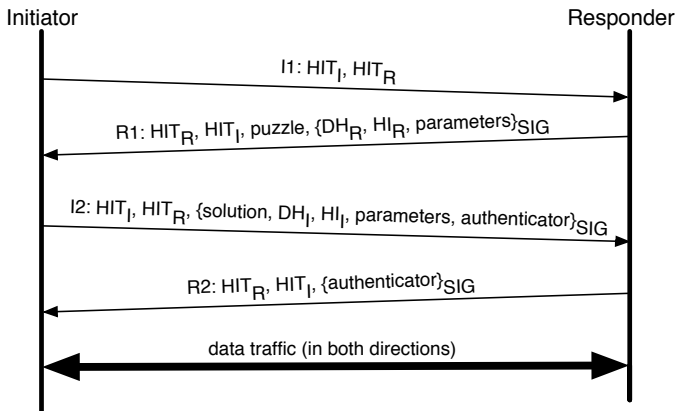 Initiator Responder
I1: HIT_I, HIT_R
R1: HIT_R, HIT_I, puzzle, {DH_R, HI_R, parameters}_SIG
I2: HIT_I, HIT_R, {solution, DH_I, HI_I, parameters, authenticator}_SIG
R2: HIT_R, HIT_I, {authenticator}_SIG
data traffic (in both directions)